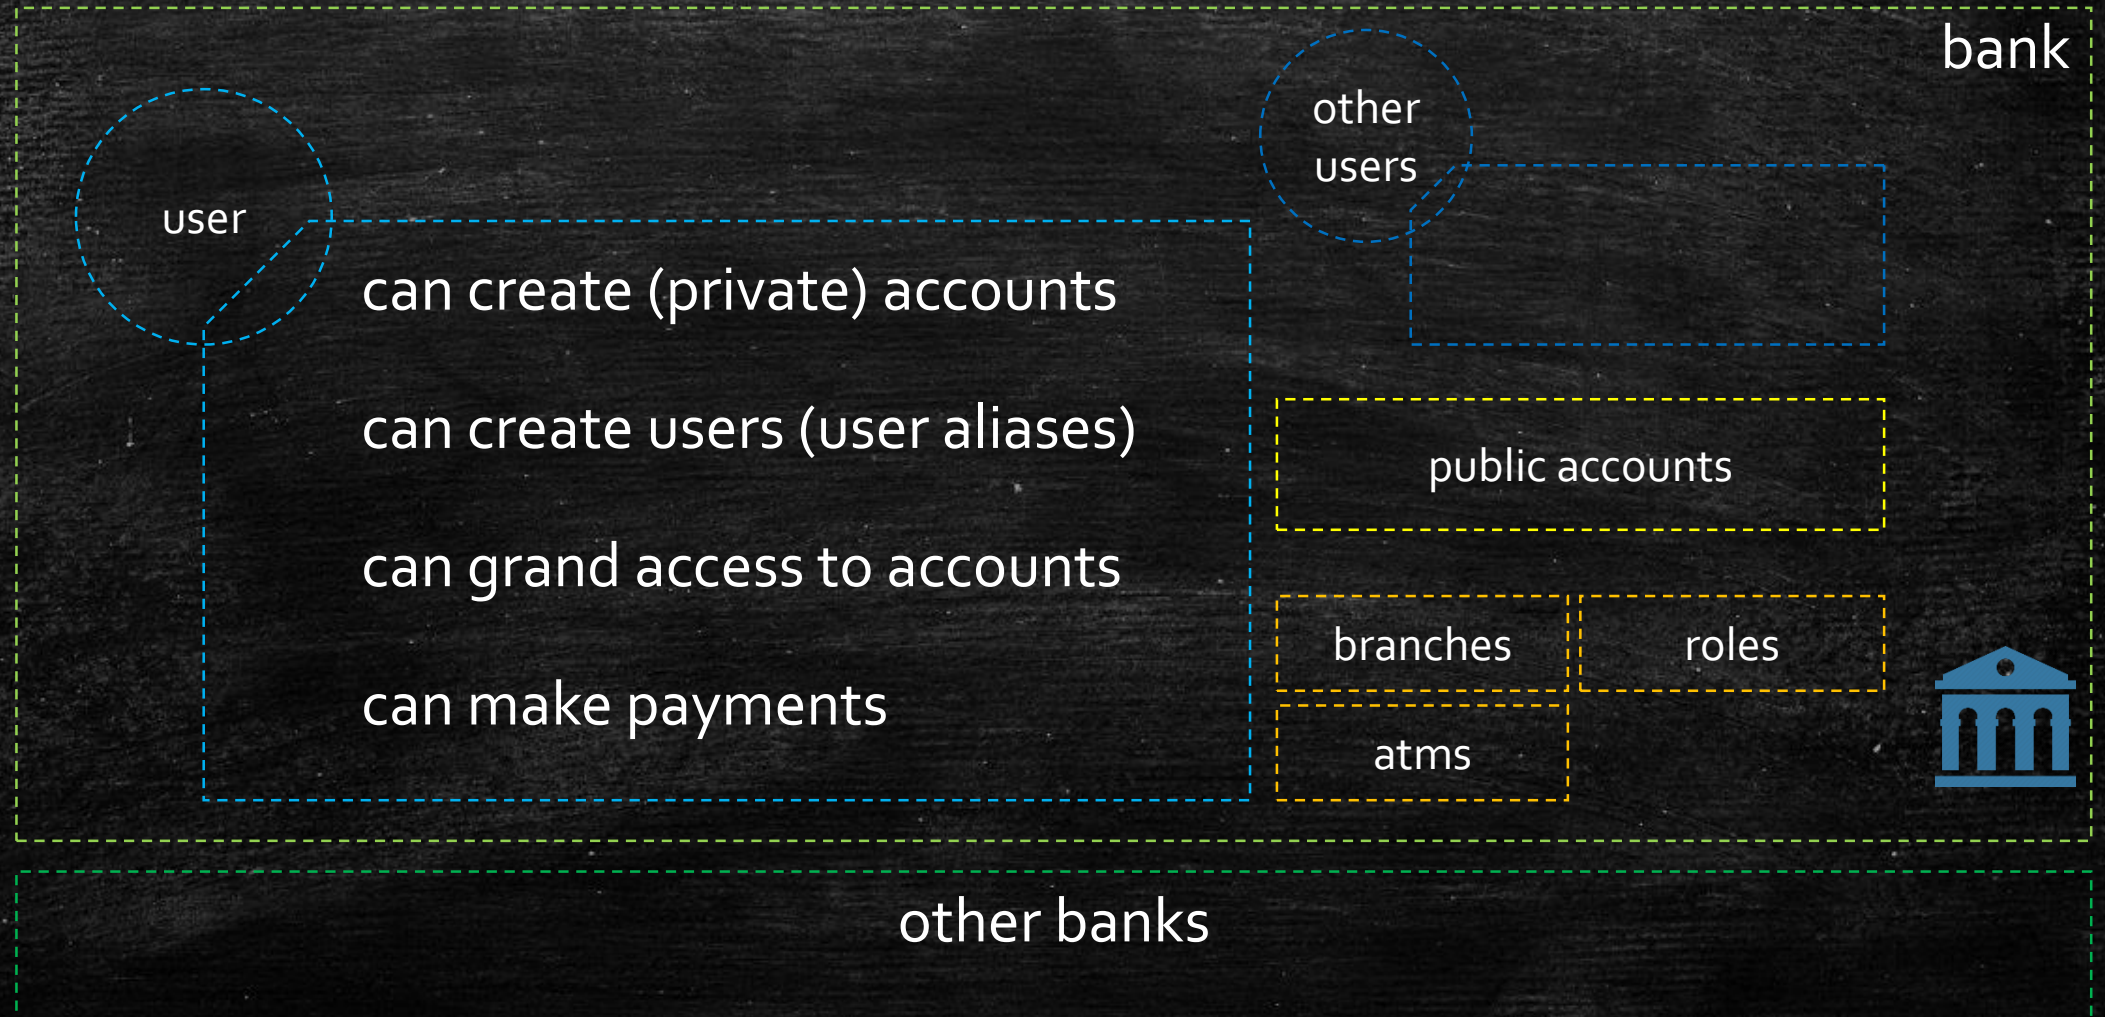 bank
other
users
user
can create (private) accounts
can create users (user aliases)
can grand access to accounts
can make payments
public accounts
branches
roles
atms
other banks